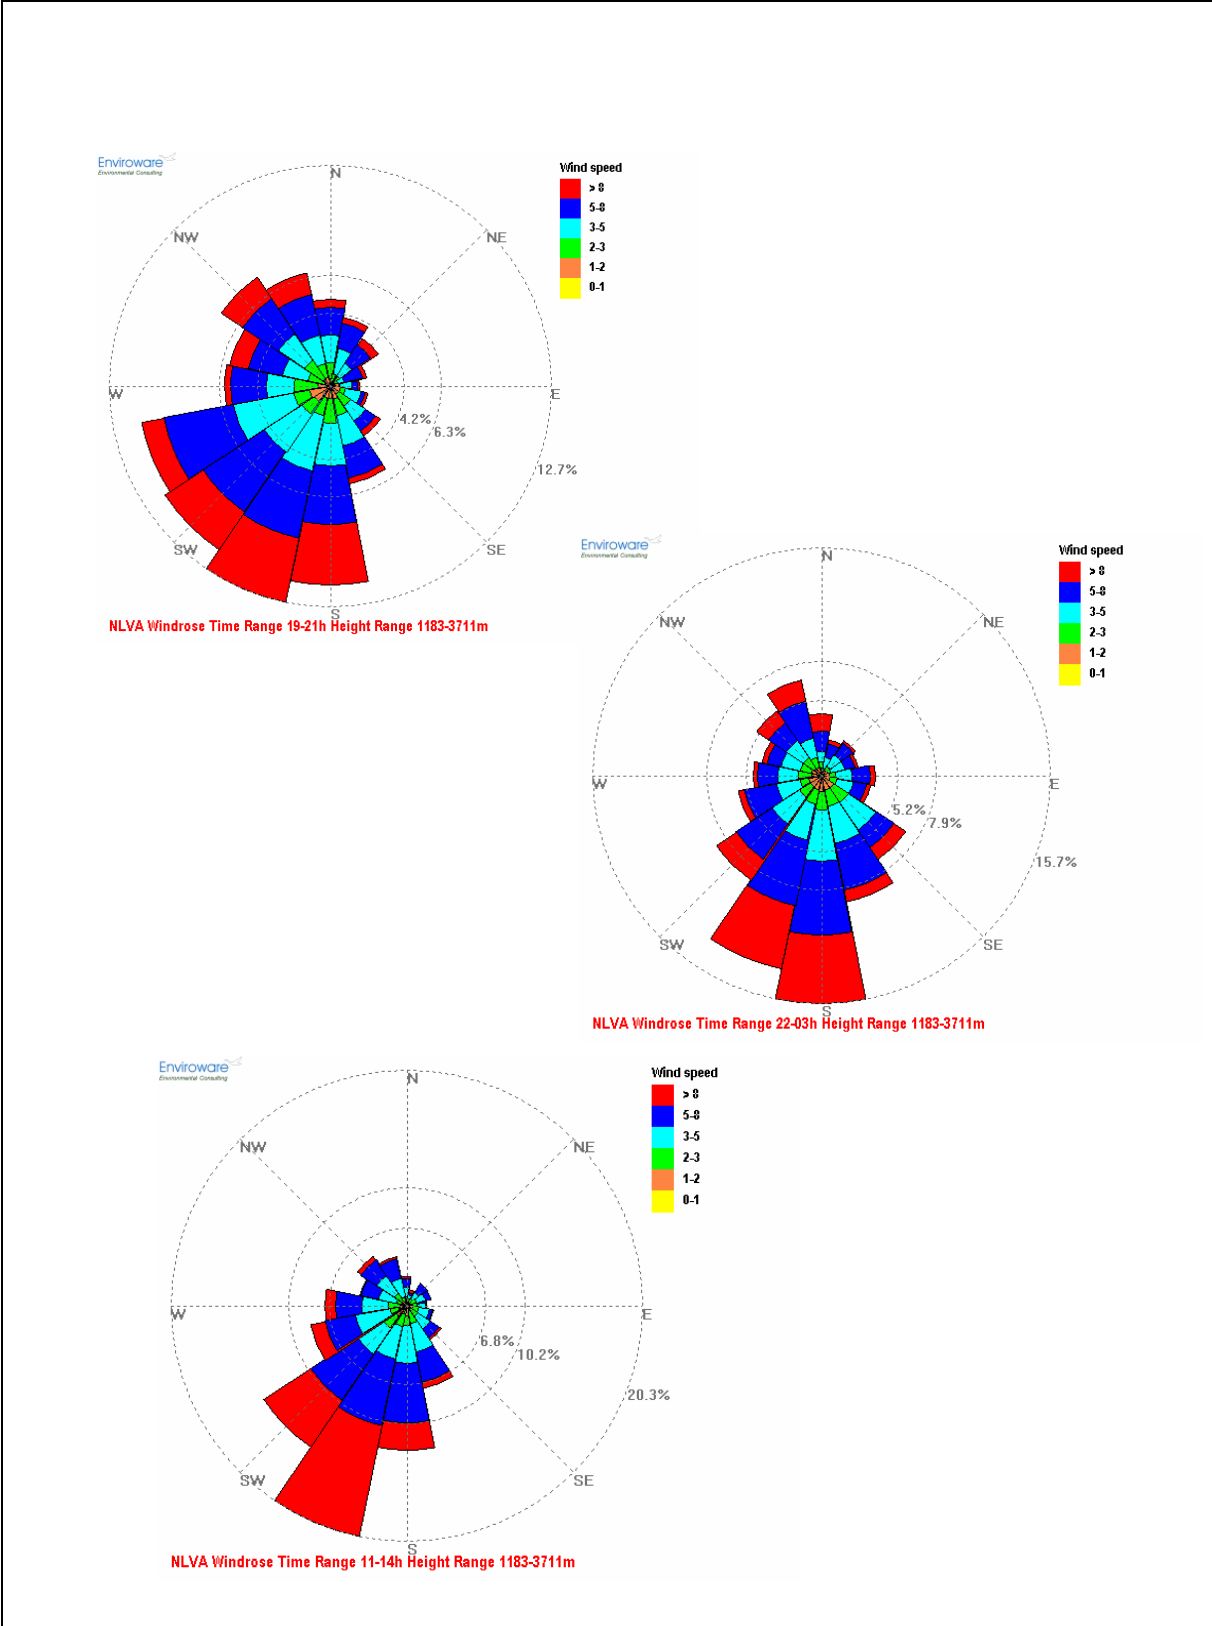 Enviroware
Environmental Consulting
Wind speed
> 8
5-8
3-5
2-3
1-2
0-1
N
NW
NE
W
E
4.2%
6.3%
12.7%
SW
SE
S
NLVA Windrose Time Range 19-21h Height Range 1183-3711m
Enviroware
Environmental Consulting
Wind speed
> 8
5-8
3-5
2-3
1-2
0-1
N
NW
NE
W
E
5.2%
7.9%
15.7%
SW
SE
S
NLVA Windrose Time Range 22-03h Height Range 1183-3711m
Enviroware
Environmental Consulting
Wind speed
> 8
5-8
3-5
2-3
1-2
0-1
N
NW
NE
W
E
6.8%
10.2%
20.3%
SW
SE
S
NLVA Windrose Time Range 11-14h Height Range 1183-3711m